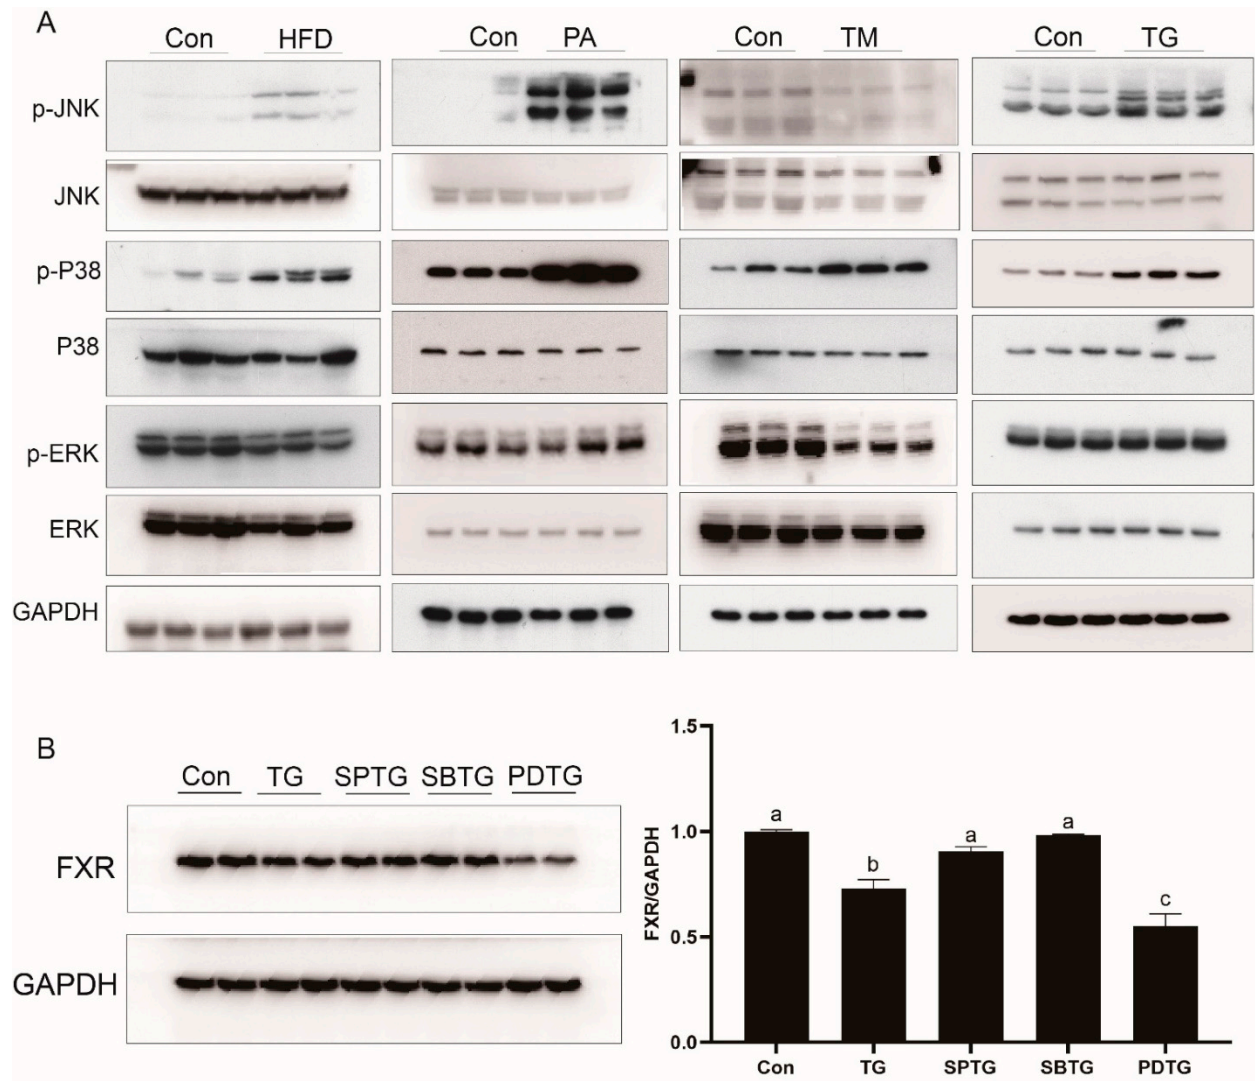 A
Con HFD Con PA Con TM Con TG
p-JNK
JNK
p-P38
P38
p-ERK
ERK
GAPDH
B
Con TG SPTG SBTG PDTG
FXR
GAPDH
1.5
1.0
0.5
0.0
FXR/GAPDH
a
b
a
a
c
Con TG SPTG SBTG PDTG